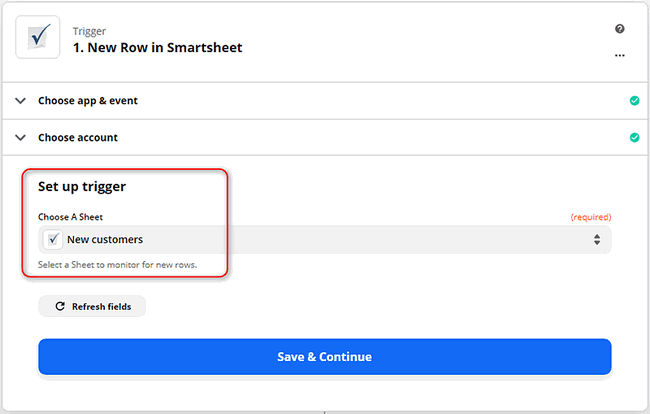 Trigger
1. New Row in Smartsheet
Choose app & event
Choose account
Set up trigger
Choose A Sheet (required)
New customers
Select a Sheet to monitor for new rows.
Refresh fields
Save & Continue